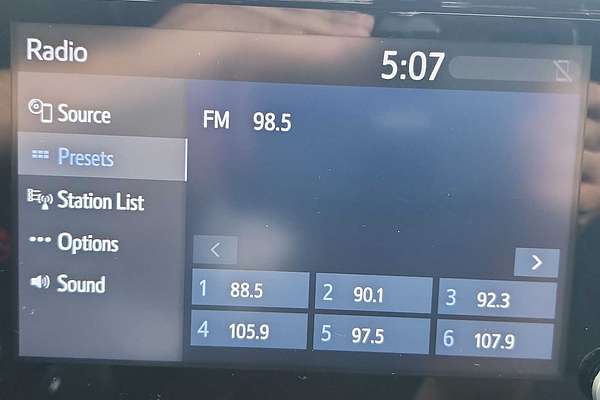 Radio
5:07
Source
FM 98.5
Presets
Station List
Options
Sound
1 88.5
2 90.1
3 92.3
4 105.9
5 97.5
6 107.9